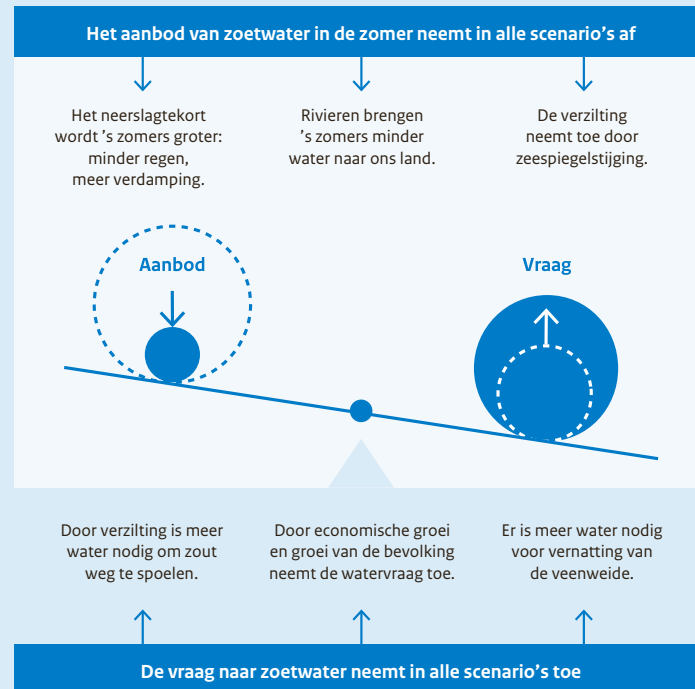 Het aanbod van zoetwater in de zomer neemt in alle scenario's af
Het neerslagtekort
wordt 's zomers groter:
minder regen,
meer verdamping.
Rivieren brengen
's zomers minder
water naar ons land.
De verzilting
neemt toe door
zeespiegelstijging.
Aanbod
Vraag
Door verzilting is meer
water nodig om zout
weg te spoelen.
Door economische groei
en groei van de bevolking
neemt de watervraag toe.
Er is meer water nodig
voor vernatting van
de veenweide.
De vraag naar zoetwater neemt in alle scenario's toe